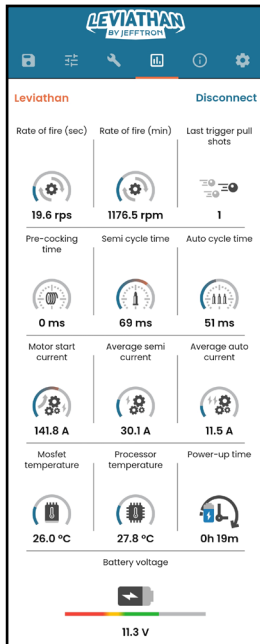 LEVIATHAN
BY JEFFTRON
Leviathan
Disconnect
Rate of fire (sec)
Rate of fire (min)
Last trigger pull
shots
19.6 rps
1176.5 rpm
1
Pre-cocking
time
Semi cycle time
Auto cycle time
0 ms
69 ms
51 ms
Motor start
current
Average semi
current
Average auto
current
141.8 A
30.1 A
11.5 A
Mosfet
temperature
Processor
temperature
Power-up time
26.0 ºC
27.8 ºC
0h 19m
Battery voltage
11.3 V